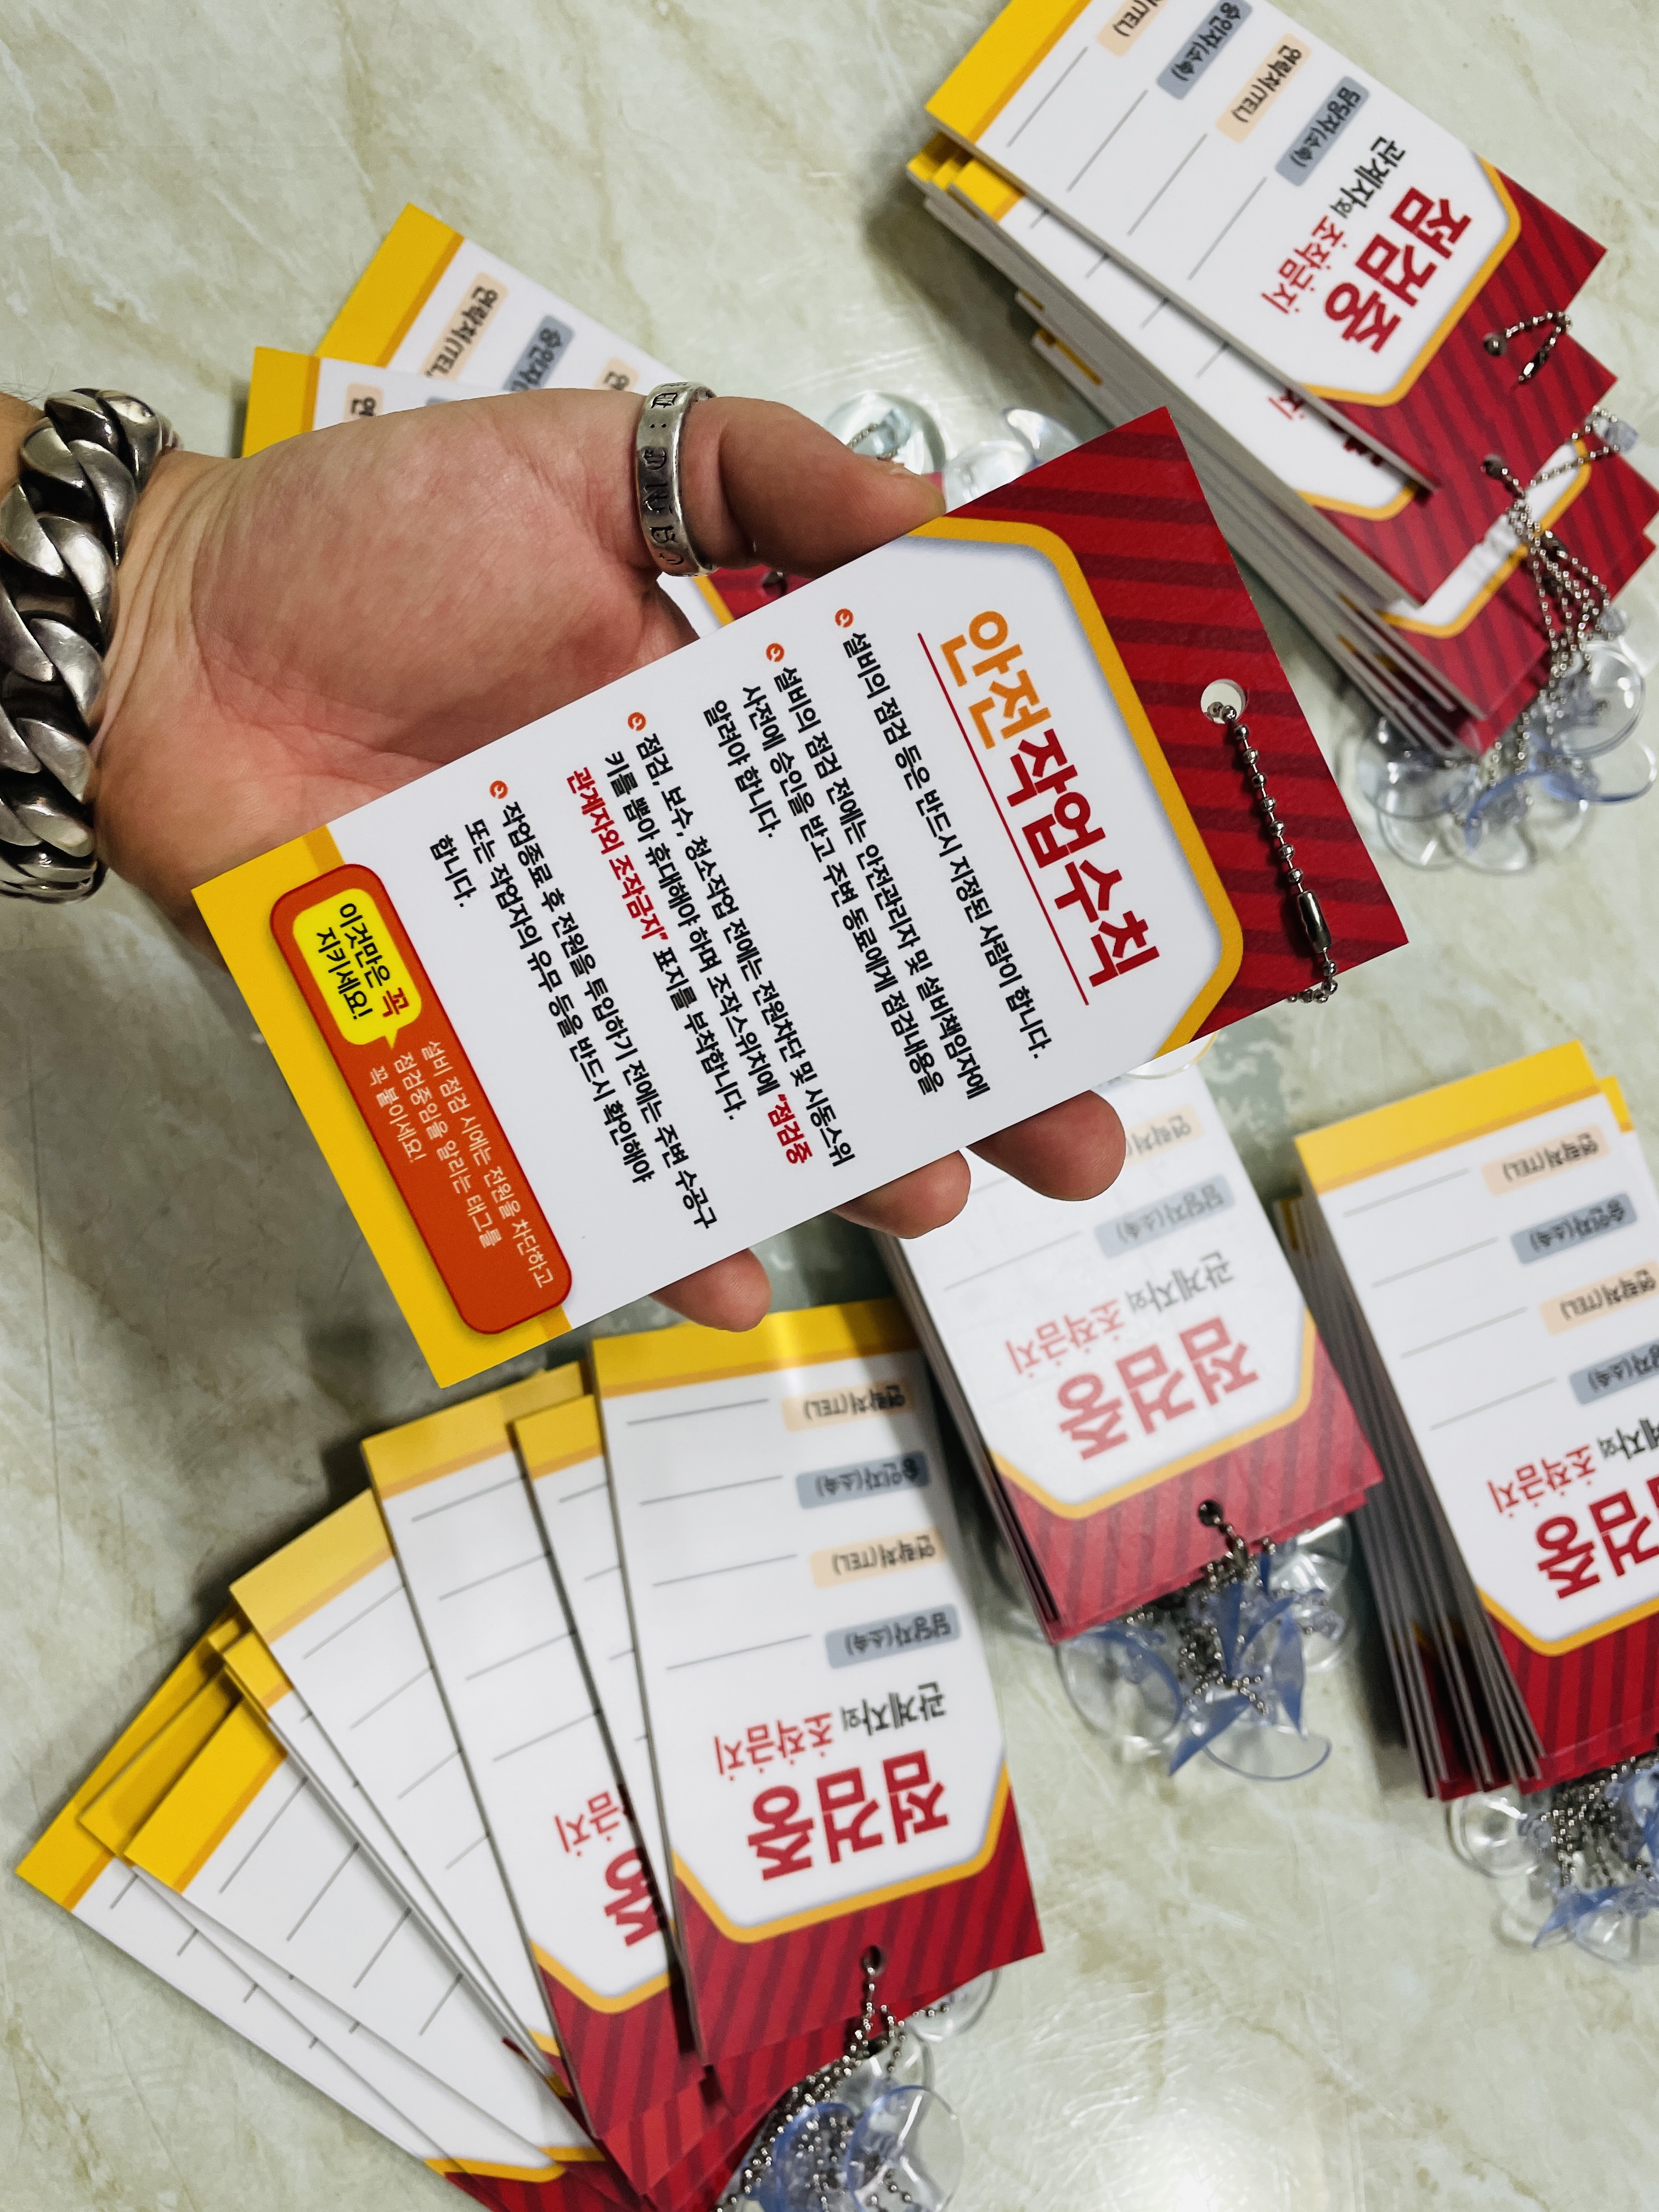 안전작업수칙
설비의 점검 등은 반드시 지정된 사람이 합니다.
설비의 점검 전에는 안전관리자 및 설비책임자에
사전에 승인을 받고 주변 동료에게 점검내용을
알려야 합니다.
점검, 보수, 청소작업 전에는 전원차단 및 시동스위
키를 뽑아 휴대해야 하며 조작스위치에 "점검중
관계자외 조작금지" 표지를 부착합니다.
작업종료 후 전원을 투입하기 전에는 주변 수공구
또는 작업자의 유무 등을 반드시 확인해야
합니다.
이것만은 꼭
지키세요!
설비 점검 시에는 전원을 차단하고
점검중임을 알리는 태그를
꼭 붙이세요!
점검중
관계자외 조작금지
담당자(소속)
연락처(TEL)
승인자(소속)
연락처(TEL)
연락처(TEL)
승인자(소속)
점검중
관계자외 조작금지
담당자(소속)
연락처(TEL)
점검중
관계자외 조작금지
담당자(소속)
연락처(TEL)
승인자(소속)
연락처(TEL)
조작금지
연락처(TEL)
승인자(소속)
연락처(TEL)